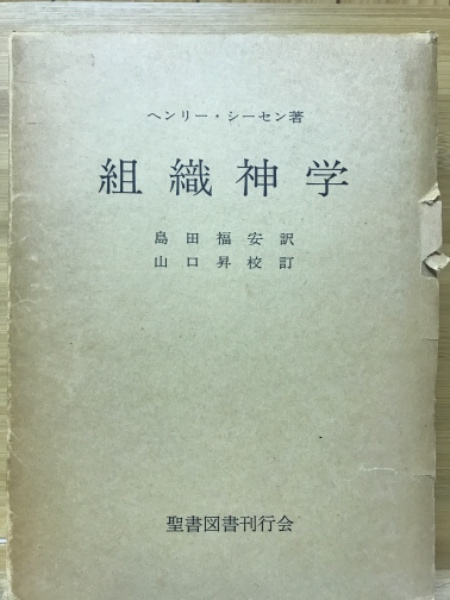 ヘンリー・シーセン著
組織神学
島田福安訳
山口昇校訂
聖書図書刊行会